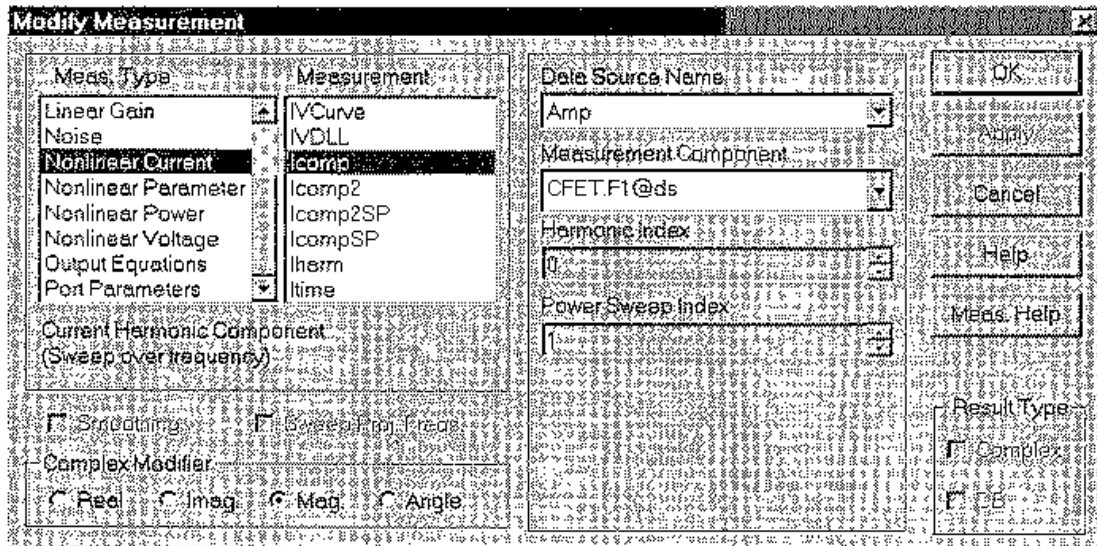 Modify Measurement
Meas. Type
Linear Gain
Noise
Nonlinear Current
Nonlinear Parameter
Nonlinear Power
Nonlinear Voltage
Output Equations
Port Parameters
Measurement
IVCurve
IVDLL
Icomp
Icomp2
Icomp2SP
IcompSP
Iharm
Itime
Current Harmonic Component
(Sweep over frequency)
Smoothing
Sweep Proj. Freqs
Complex Modifier
Real
Imag.
Mag.
Angle
Data Source Name
Amp
Measurement Component
CFET.F1@ds
Harmonic Index
0
Power Sweep Index
1
OK
Apply
Cancel
Help
Meas. Help
Result Type
Complex
DB